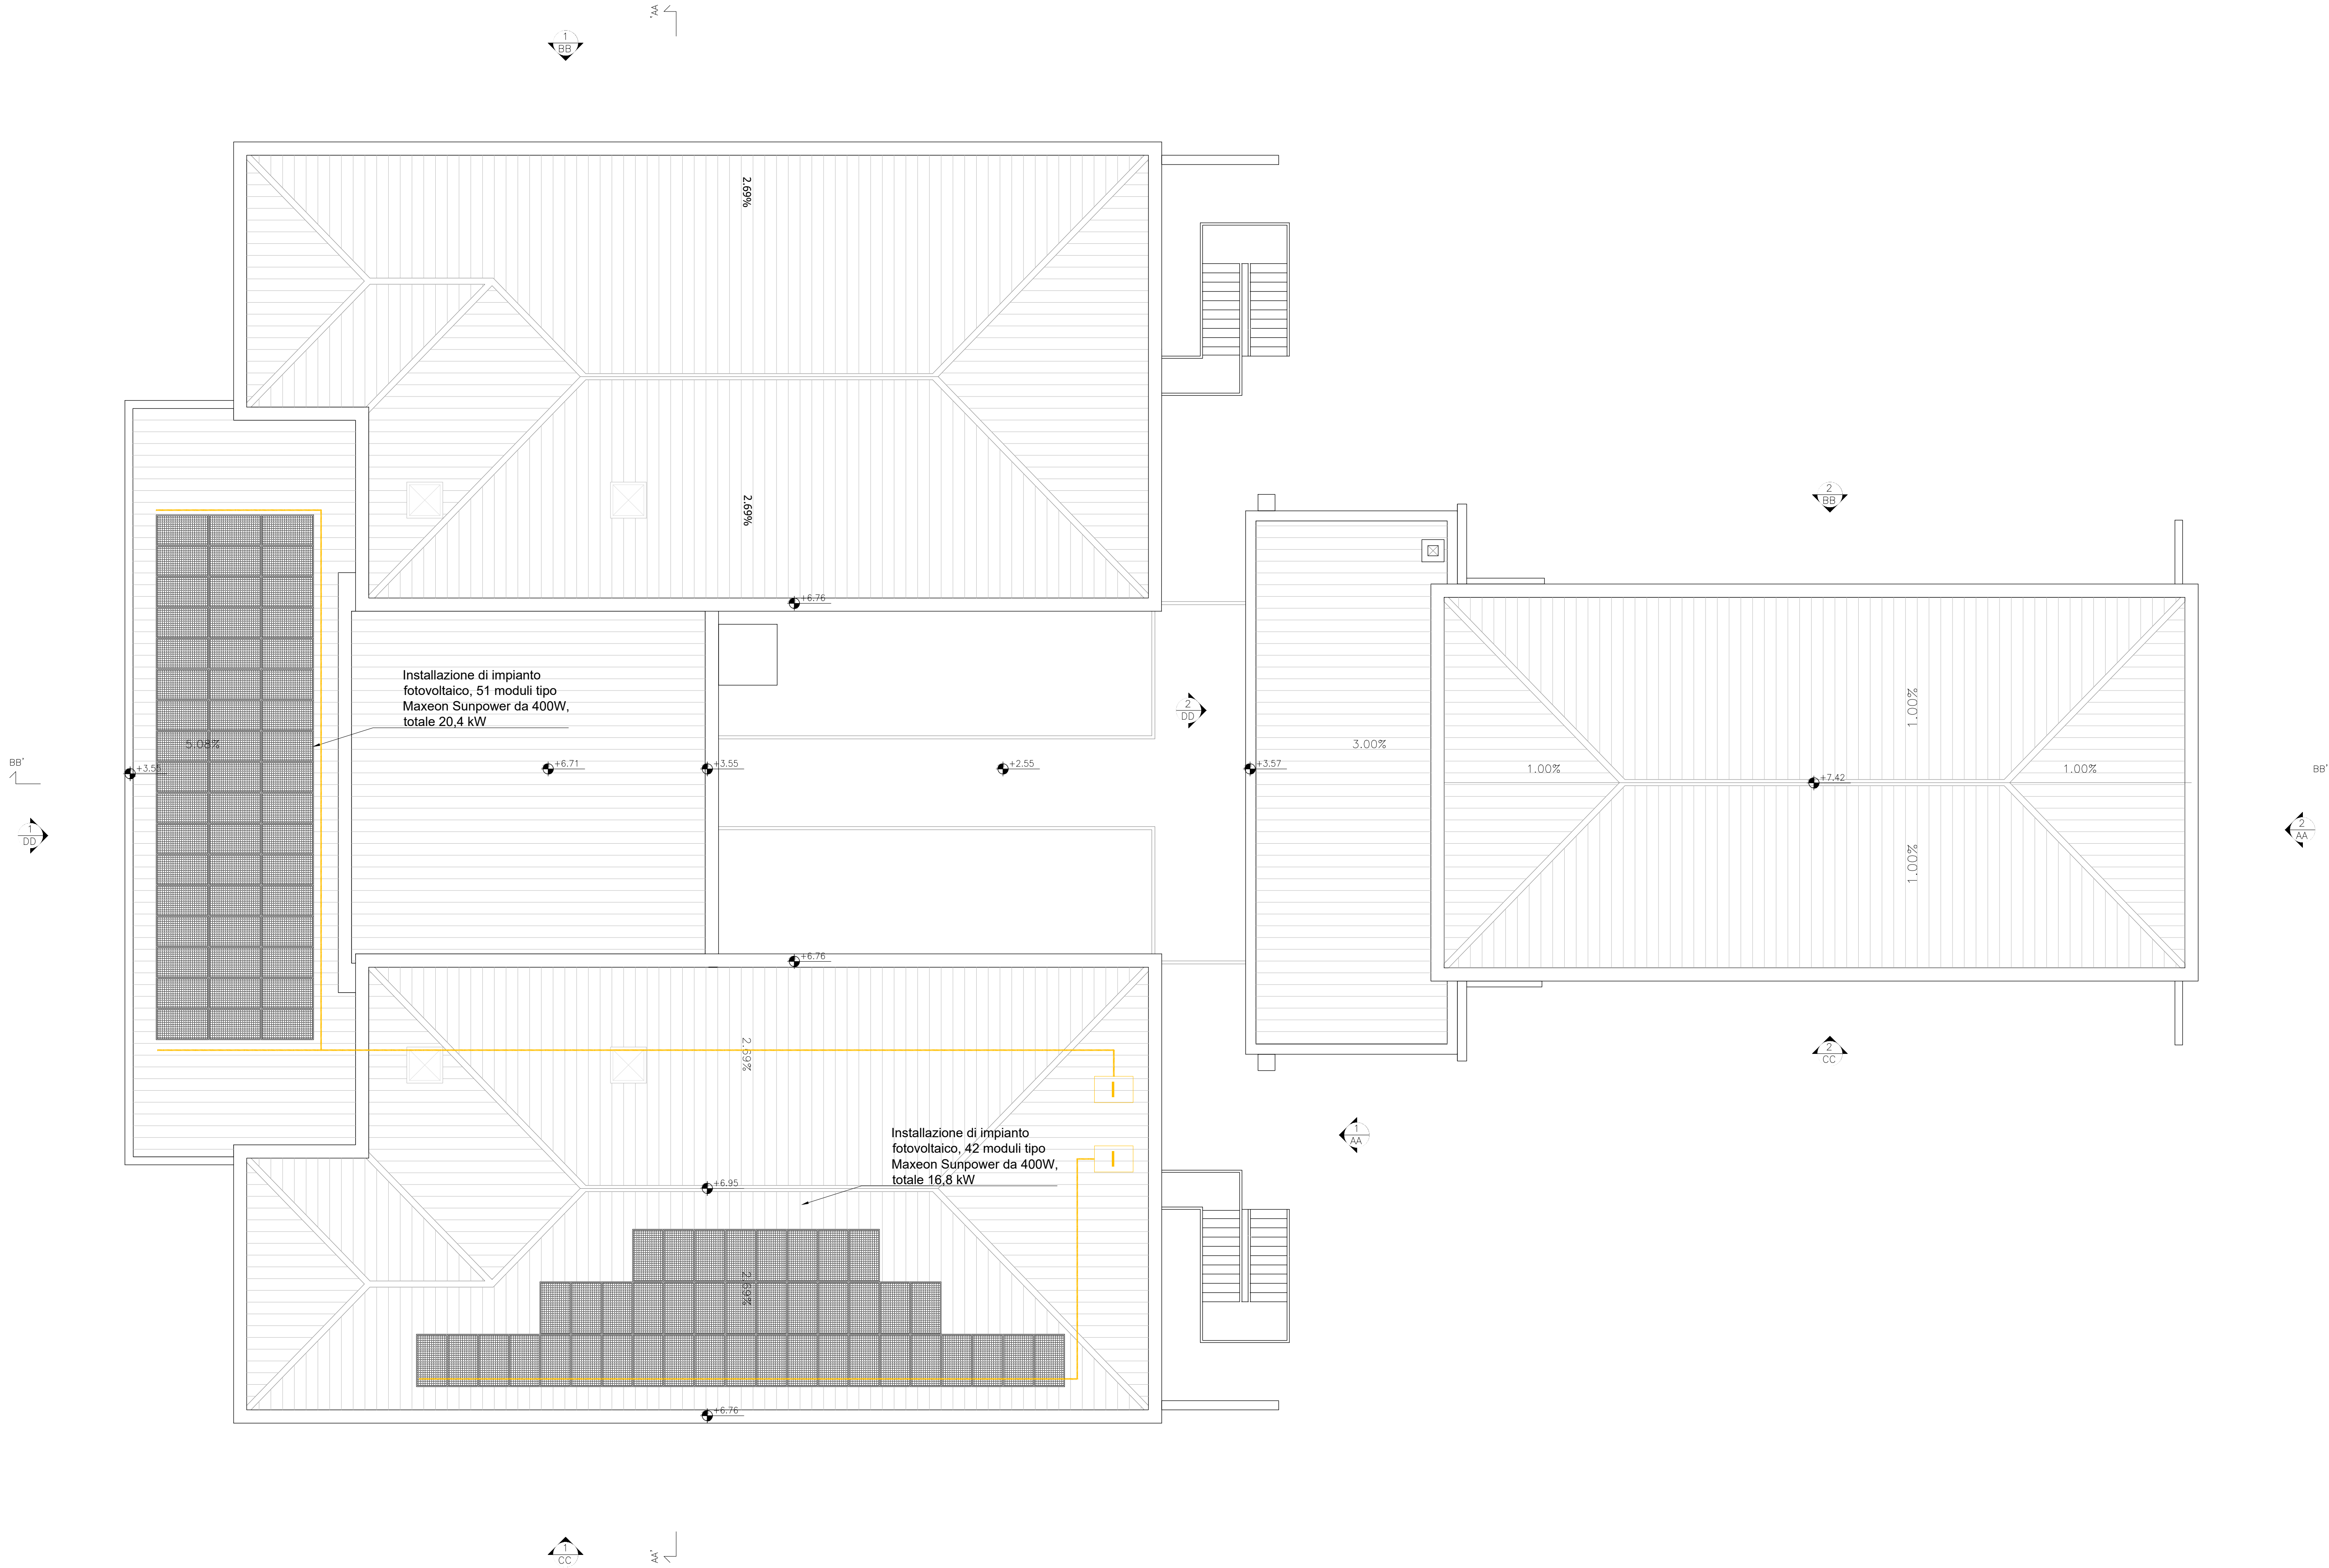 AA'
1
BB
2.69%
2.69%
2
BB
+6.76
Installazione di impianto
fotovoltaico, 51 moduli tipo
Maxeon Sunpower da 400W,
totale 20,4 kW
1.00%
2
DD
5.08%
3.00%
BB'
+3.55
+6.71
+3.55
+2.55
+3.57
1.00%
+7.42
1.00%
BB'
1
DD
2
AA
1.00%
+6.76
2.69%
2
CC
Installazione di impianto
fotovoltaico, 42 moduli tipo
Maxeon Sunpower da 400W,
totale 16,8 kW
1
AA
+6.95
2.69%
+6.76
1
CC
AA'